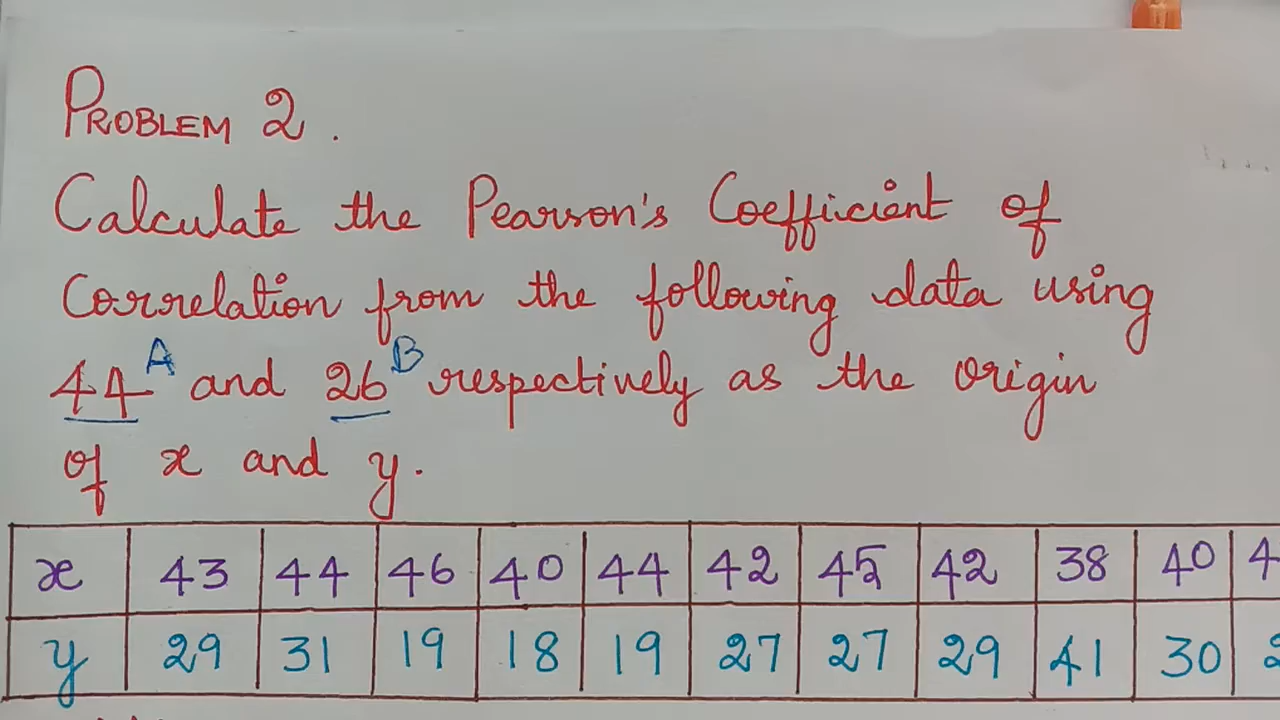 PROBLEM 2.
Calculate the Pearson's Coefficient of
Correlation from the following data using
44 A and 26 B respectively as the origin
of x and y.
x 43 44 46 40 44 42 45 42 38 40
y 29 31 19 18 19 27 27 29 41 30